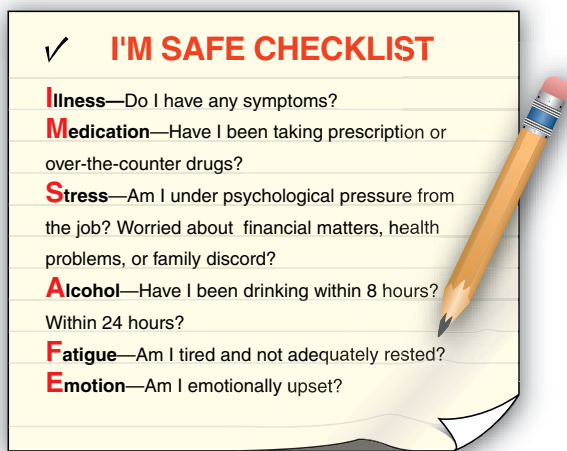 ✓ I'M SAFE CHECKLIST
Illness—Do I have any symptoms?
Medication—Have I been taking prescription or
over-the-counter drugs?
Stress—Am I under psychological pressure from
the job? Worried about financial matters, health
problems, or family discord?
Alcohol—Have I been drinking within 8 hours?
Within 24 hours?
Fatigue—Am I tired and not adequately rested?
Emotion—Am I emotionally upset?